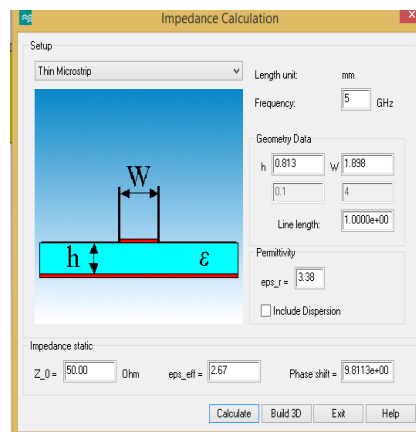 Impedance Calculation
Setup
Thin Microstrip
Length unit: mm
Frequency: 5 GHz
Geometry Data
h 0.813 W 1.898
0.1 4
Line length: 1.0000e+00
Permittivity
eps_r = 3.38
Include Dispersion
W
h ε
Impedance static
Z_0 = 50.00 Ohm eps_eff = 2.67 Phase shift = 9.8113e+00
Calculate Build 3D Exit Help